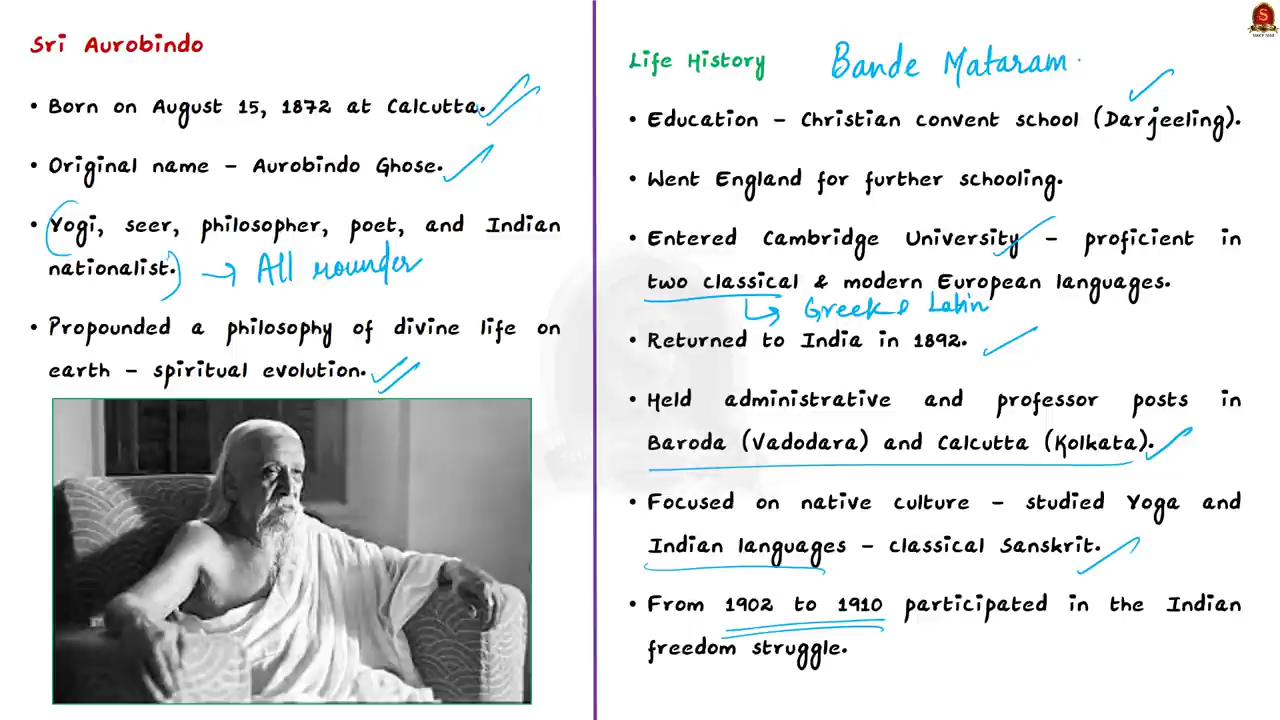 Sri Aurobindo
• Born on August 15, 1872 at Calcutta.
• Original name – Aurobindo Ghose.
• Yogi, seer, philosopher, poet, and Indian
nationalist. → All rounder
• Propounded a philosophy of divine life on
earth – spiritual evolution.
Life History Bande Mataram
• Education – Christian convent school (Darjeeling).
• Went England for further schooling.
• Entered Cambridge University – proficient in
two classical & modern European languages.
↳ Greek & Latin
• Returned to India in 1892.
• Held administrative and professor posts in
Baroda (Vadodara) and Calcutta (Kolkata).
• Focused on native culture – studied Yoga and
Indian languages – classical Sanskrit.
• From 1902 to 1910 participated in the Indian
freedom struggle.